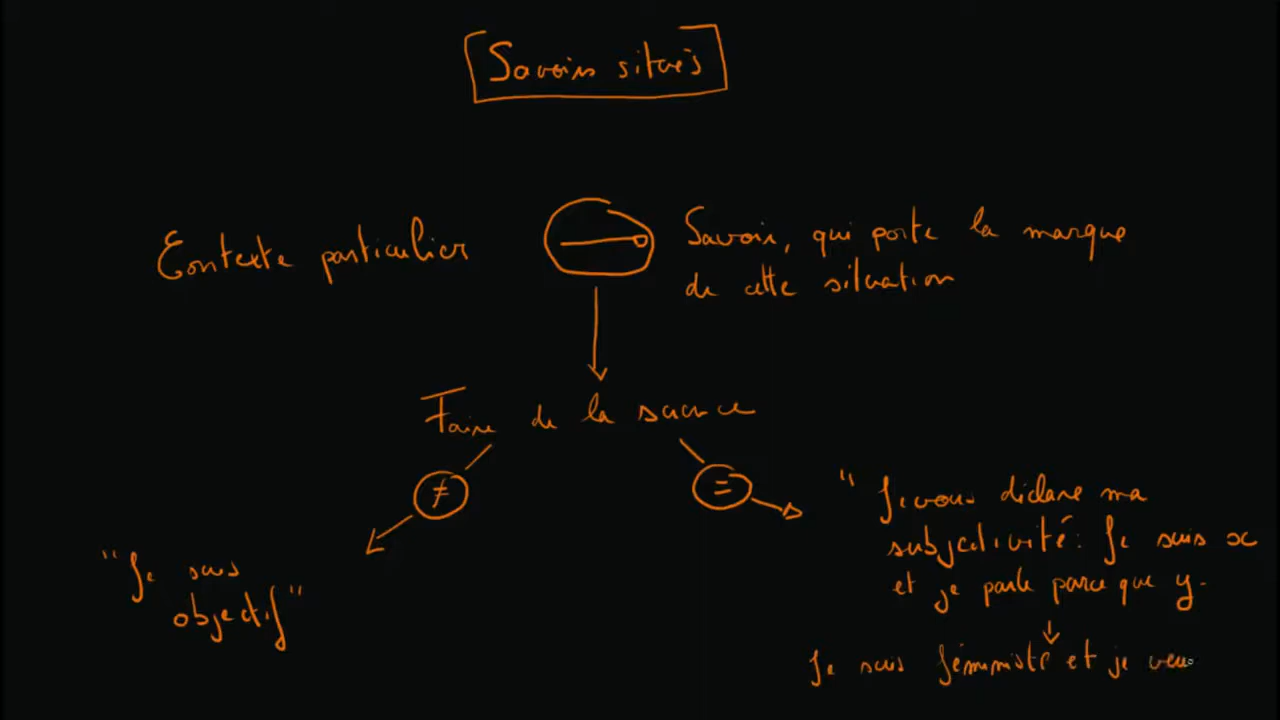 Savoirs situés
Contexte particulier
Savoir, qui porte la marque
de cette situation
Faire de la science
≠
=
"Je suis
objectif"
"Je vous déclare ma
subjectivité : Je suis x
et je parle parce que y.
Je suis féministe et je veu